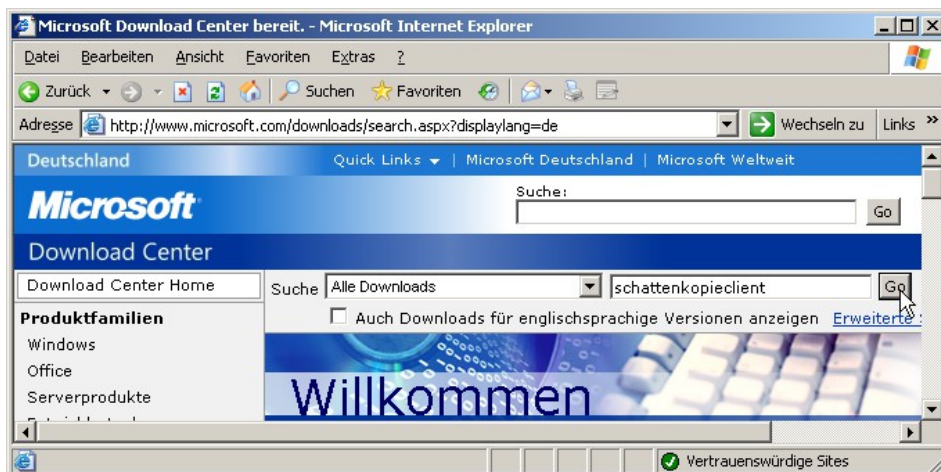 Microsoft Download Center bereit. - Microsoft Internet Explorer
Datei Bearbeiten Ansicht Favoriten Extras ?
Zurück Suchen Favoriten
Adresse http://www.microsoft.com/downloads/search.aspx?displaylang=de Wechseln zu Links »
Deutschland Quick Links | Microsoft Deutschland | Microsoft Weltweit
Suche:
Microsoft Go
Download Center
Download Center Home Suche Alle Downloads schattenkopieclient Go
Auch Downloads für englischsprachige Versionen anzeigen Erweiterte
Produktfamilien
Windows
Office
Willkommen
Serverprodukte
Vertrauenswürdige Sites